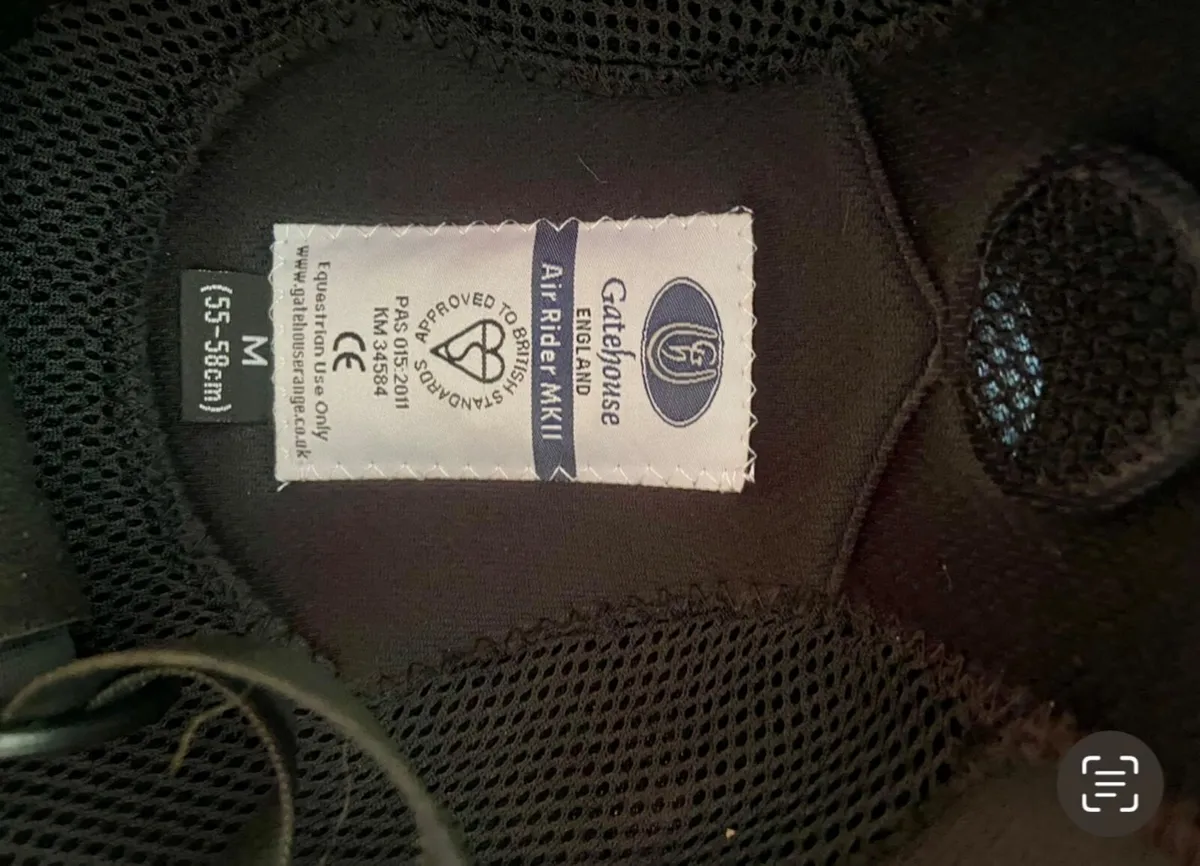 Gatehouse
ENGLAND
Air Rider MKII
APPROVED TO BRITISH STANDARDS
PAS 015:2011
KM 34584
CE
Equestrian Use Only
www.gatehouserange.co.uk
M
(55-58cm)